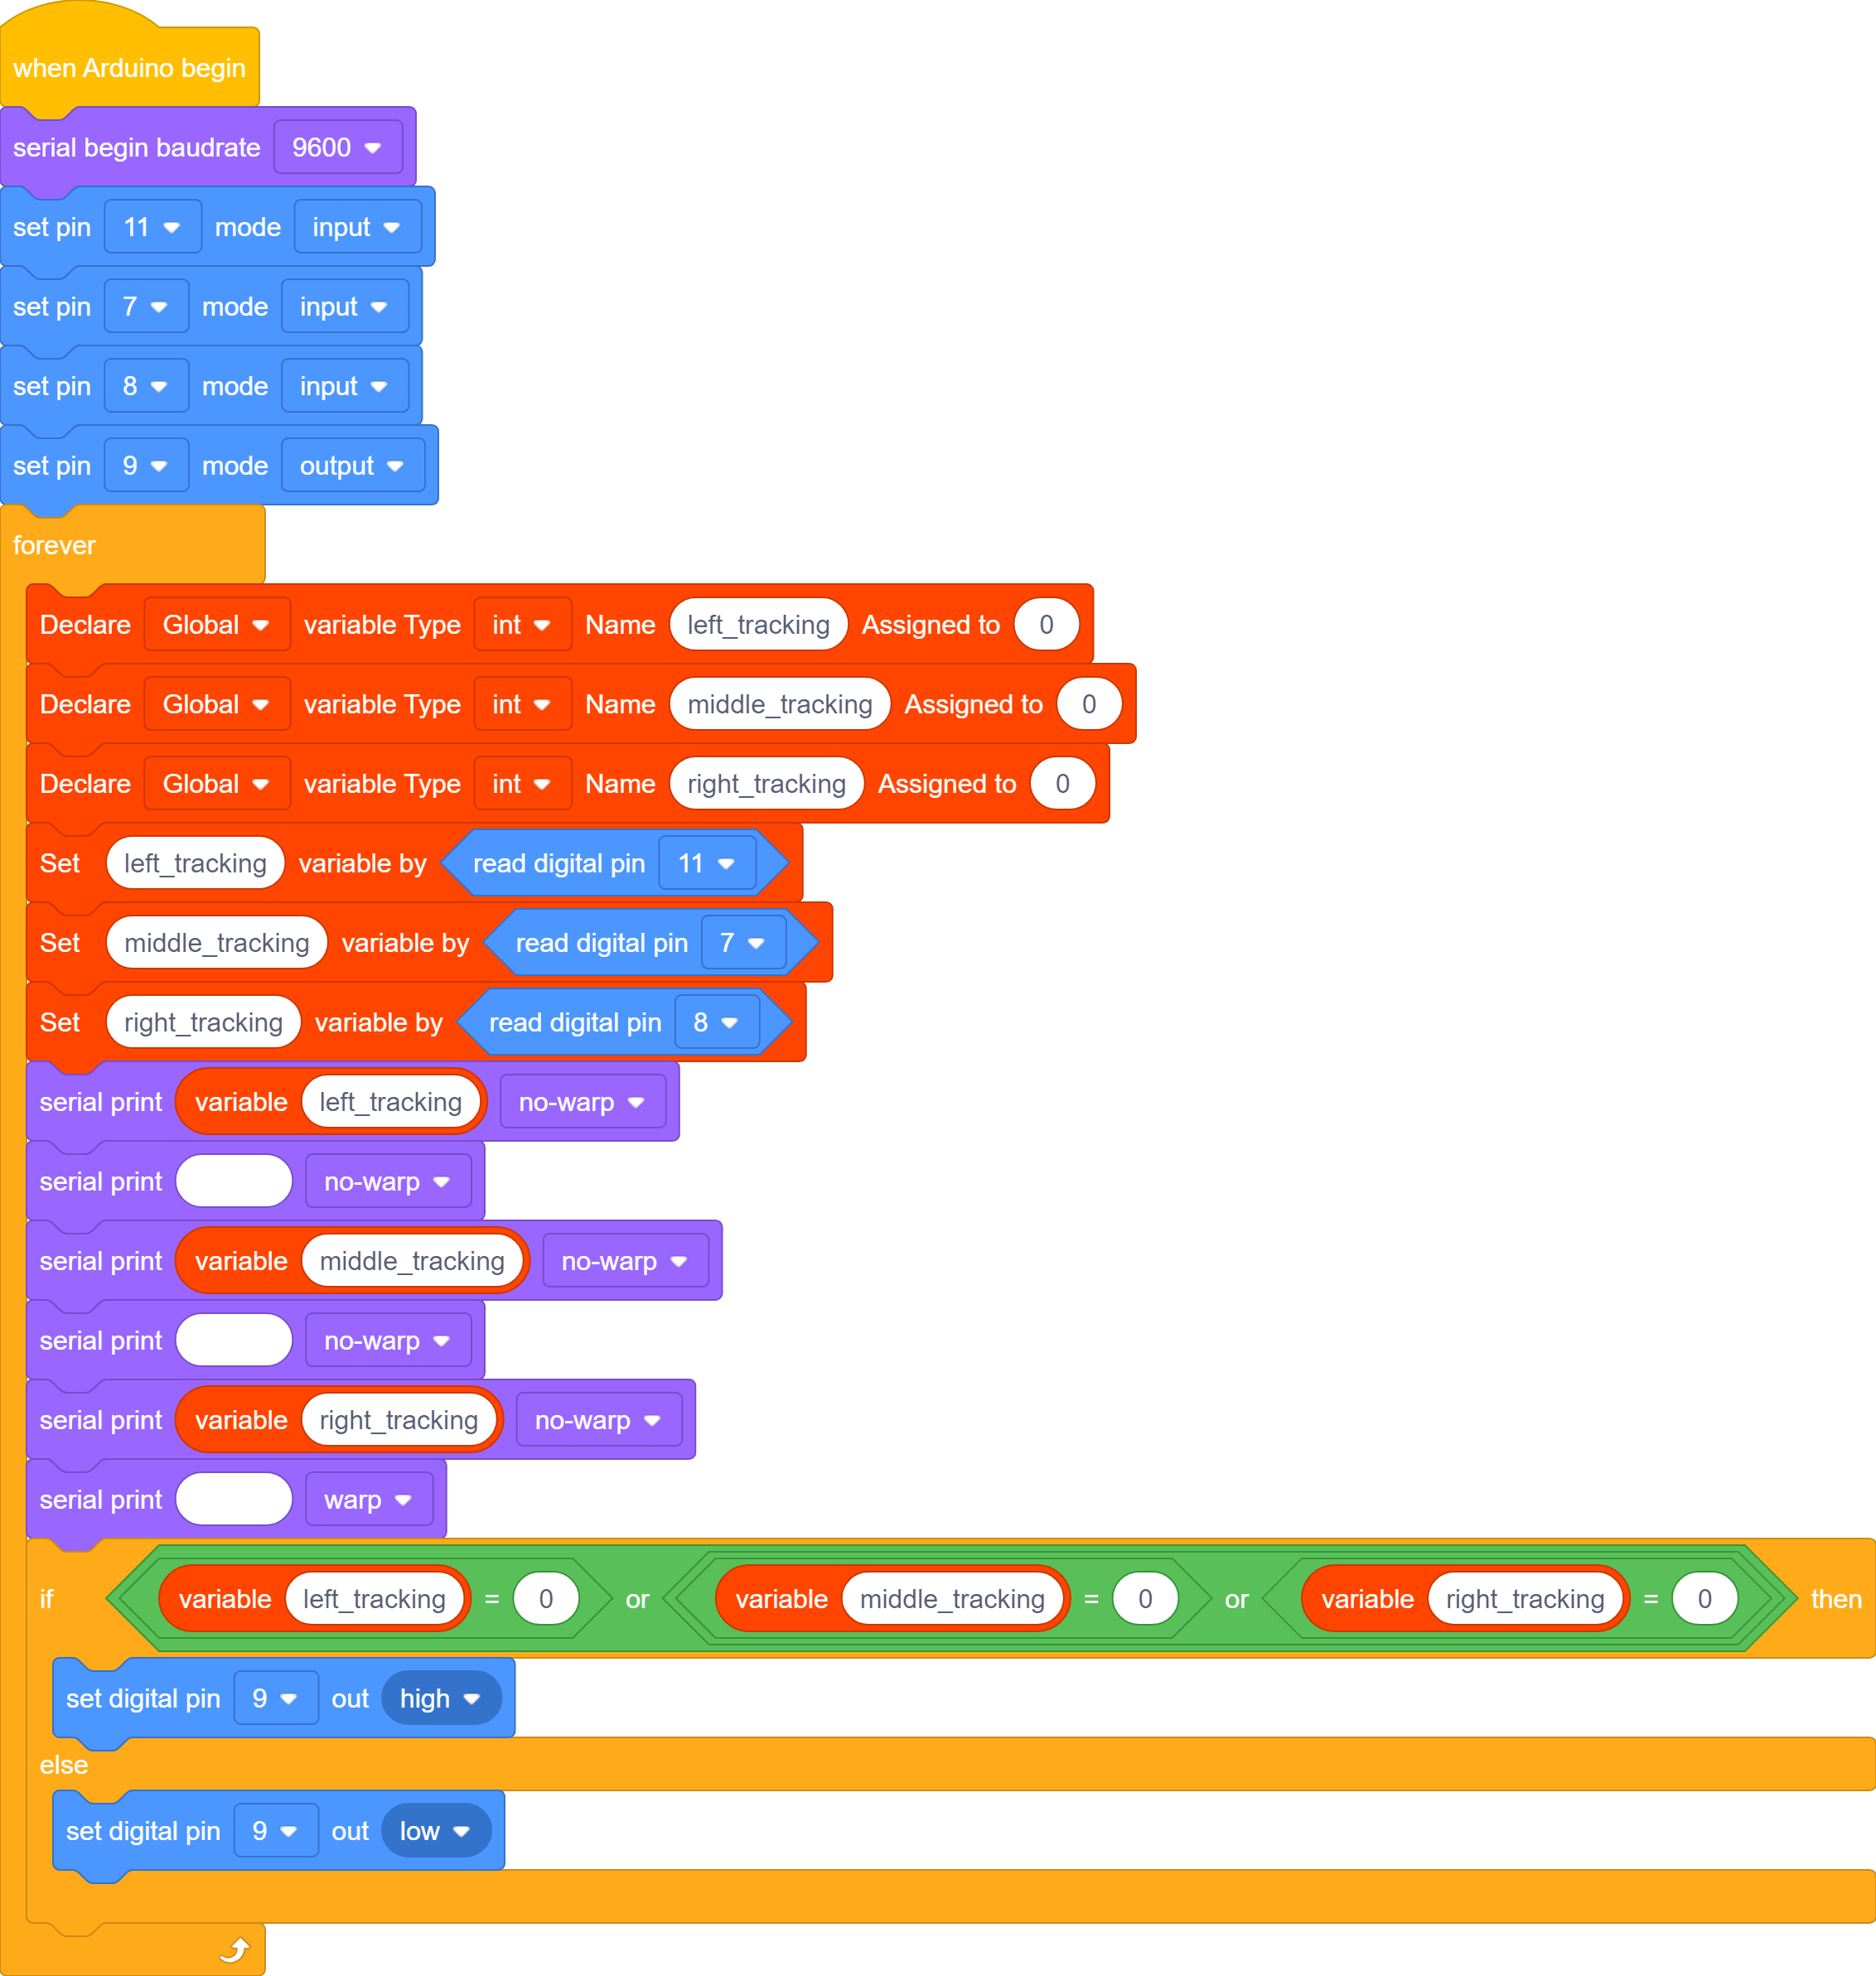 when Arduino begin
serial begin baudrate 9600
set pin 11 mode input
set pin 7 mode input
set pin 8 mode input
set pin 9 mode output
forever
Declare Global variable Type int Name left_tracking Assigned to 0
Declare Global variable Type int Name middle_tracking Assigned to 0
Declare Global variable Type int Name right_tracking Assigned to 0
Set left_tracking variable by read digital pin 11
Set middle_tracking variable by read digital pin 7
Set right_tracking variable by read digital pin 8
serial print variable left_tracking no-warp
serial print no-warp
serial print variable middle_tracking no-warp
serial print no-warp
serial print variable right_tracking no-warp
serial print warp
if variable left_tracking = 0 or variable middle_tracking = 0 or variable right_tracking = 0 then
set digital pin 9 out high
else
set digital pin 9 out low